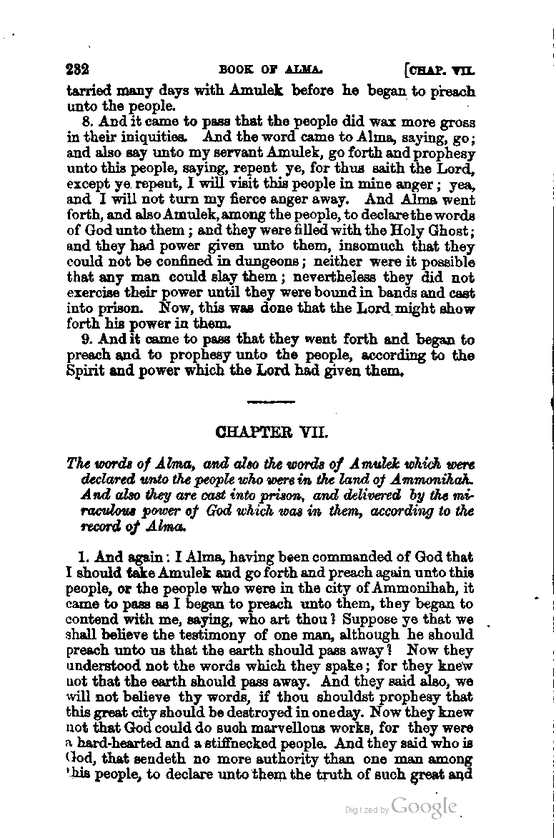 232 BOOK OF ALMA. [CHAP. VII.
tarried many days with Amulek before he began to preach
unto the people.
8. And it came to pass that the people did wax more gross
in their iniquities. And the word came to Alma, saying, go;
and also say unto my servant Amulek, go forth and prophesy
unto this people, saying, repent ye, for thus saith the Lord,
except ye repent, I will visit this people in mine anger; yea,
and I will not turn my fierce anger away. And Alma went
forth, and also Amulek, among the people, to declare the words
of God unto them; and they were filled with the Holy Ghost;
and they had power given unto them, insomuch that they
could not be confined in dungeons; neither were it possible
that any man could slay them; nevertheless they did not
exercise their power until they were bound in bands and cast
into prison. Now, this was done that the Lord might show
forth his power in them.
9. And it came to pass that they went forth and began to
preach and to prophesy unto the people, according to the
Spirit and power which the Lord had given them.
CHAPTER VII.
The words of Alma, and also the words of Amulek which were
declared unto the people who were in the land of Ammonihah.
And also they are cast into prison, and delivered by the mi-
raculous power of God which was in them, according to the
record of Alma.
1. And again: I Alma, having been commanded of God that
I should take Amulek and go forth and preach again unto this
people, or the people who were in the city of Ammonihah, it
came to pass as I began to preach unto them, they began to
contend with me, saying, who art thou? Suppose ye that we
shall believe the testimony of one man, although he should
preach unto us that the earth should pass away? Now they
understood not the words which they spake; for they knew
not that the earth should pass away. And they said also, we
will not believe thy words, if thou shouldst prophesy that
this great city should be destroyed in one day. Now they knew
not that God could do such marvellous works, for they were
a hard-hearted and a stiffnecked people. And they said who is
God, that sendeth no more authority than one man among
this people, to declare unto them the truth of such great and
Digitized by Google